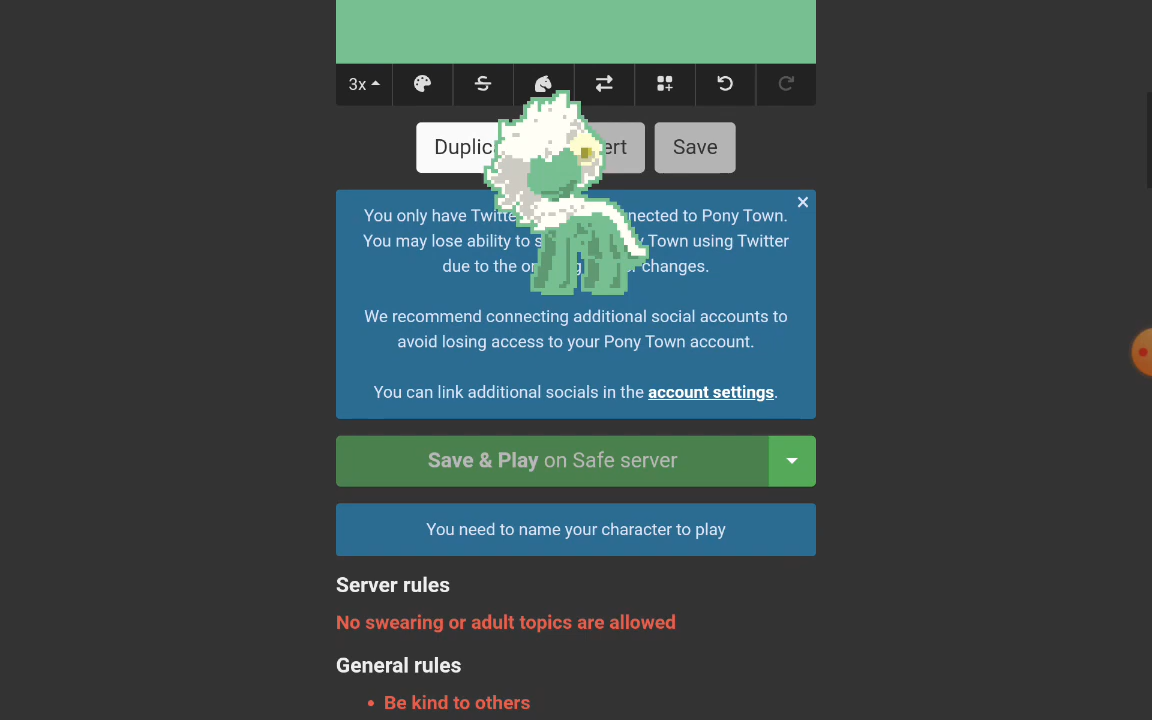 3x
Duplic ert Save
You only have Twitte nnected to Pony Town.
You may lose ability to s Town using Twitter
due to the on changes.
We recommend connecting additional social accounts to
avoid losing access to your Pony Town account.
You can link additional socials in the account settings.
Save & Play on Safe server
You need to name your character to play
Server rules
No swearing or adult topics are allowed
General rules
• Be kind to others